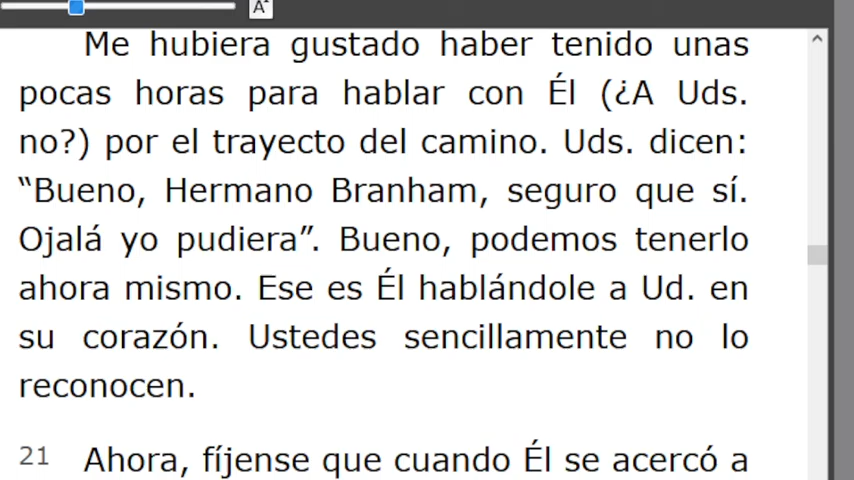 A
Me hubiera gustado haber tenido unas
pocas horas para hablar con Él (¿A Uds.
no?) por el trayecto del camino. Uds. dicen:
“Bueno, Hermano Branham, seguro que sí.
Ojalá yo pudiera”. Bueno, podemos tenerlo
ahora mismo. Ese es Él hablándole a Ud. en
su corazón. Ustedes sencillamente no lo
reconocen.
21 Ahora, fíjense que cuando Él se acercó a